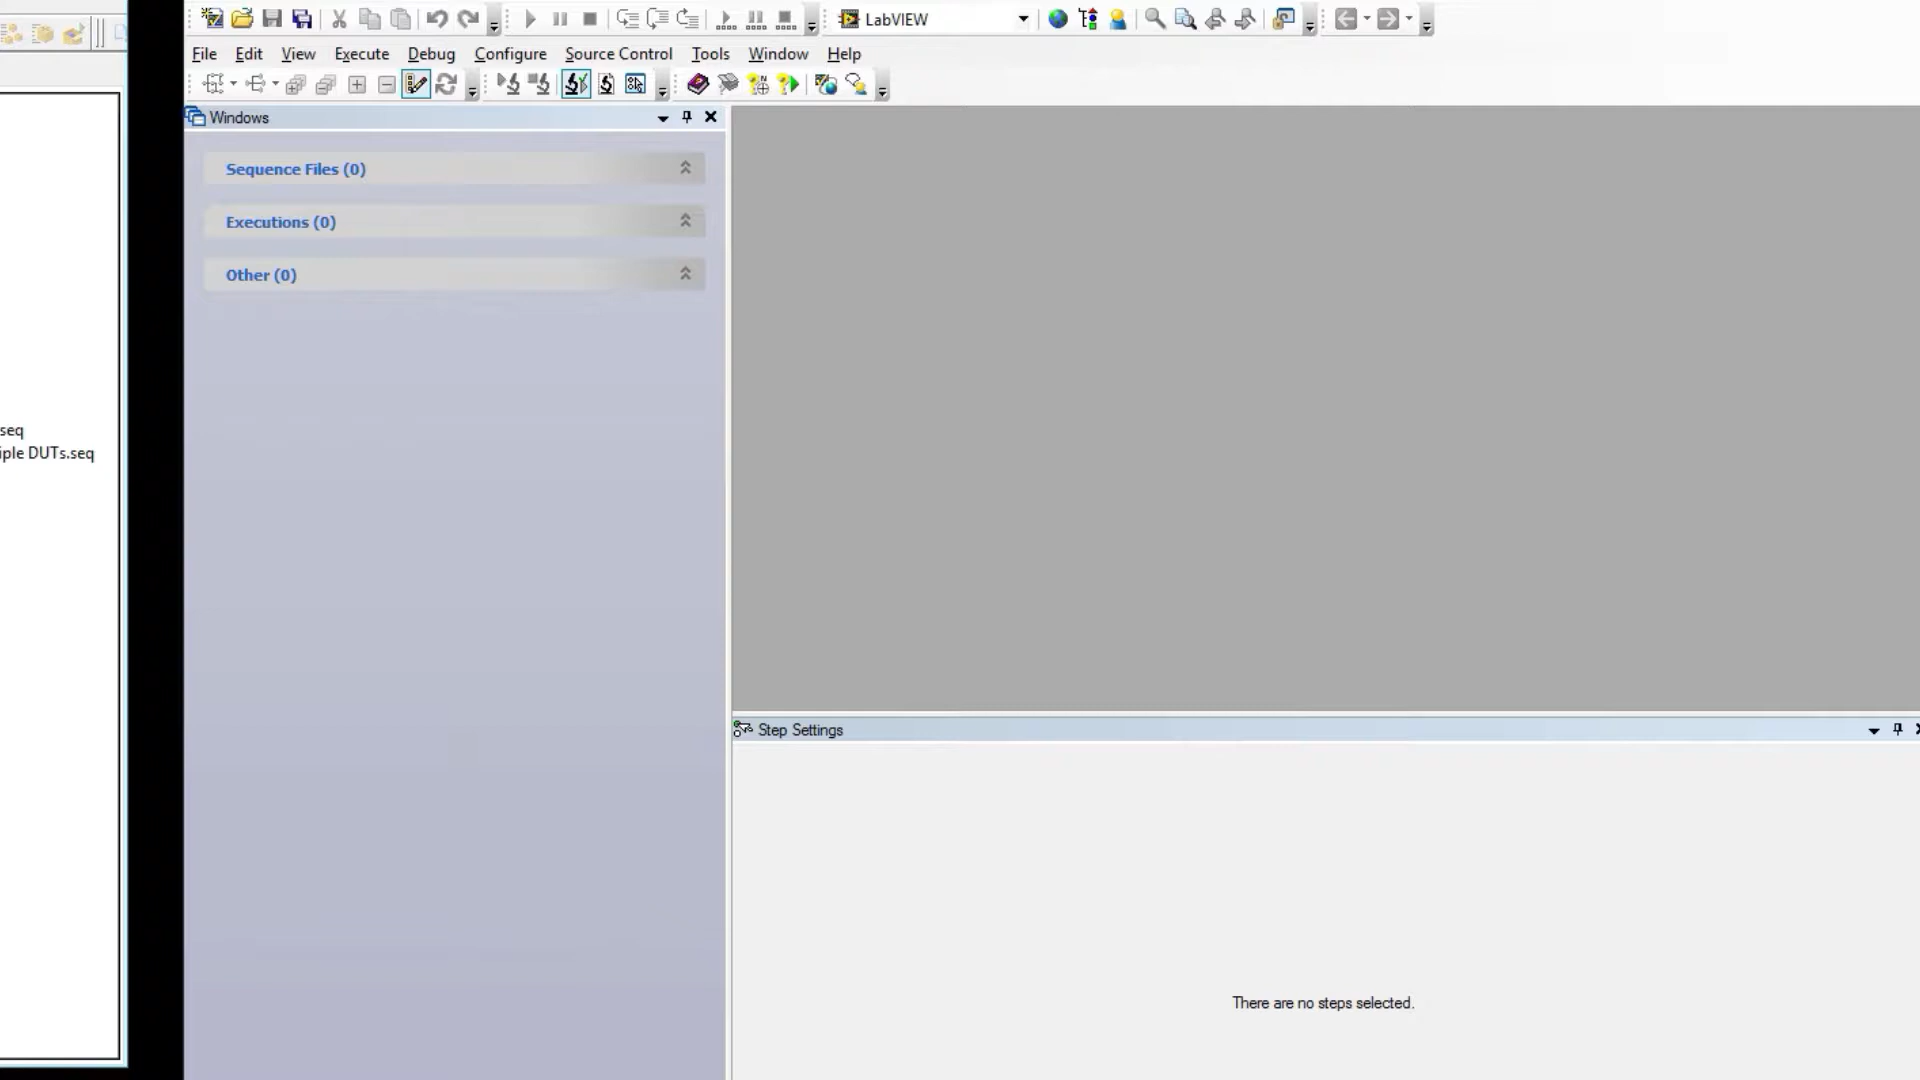 LabVIEW
File Edit View Execute Debug Configure Source Control Tools Window Help
Windows
Sequence Files (0)
Executions (0)
Other (0)
seq
iple DUTs.seq
Step Settings
There are no steps selected.